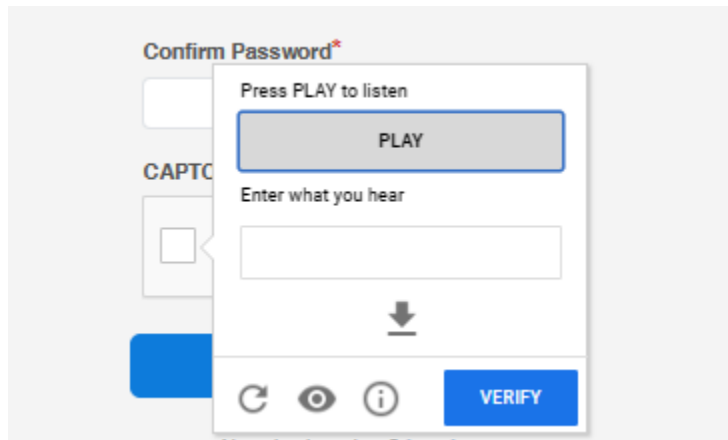 Confirm Password*
Press PLAY to listen
PLAY
CAPTC
Enter what you hear
VERIFY